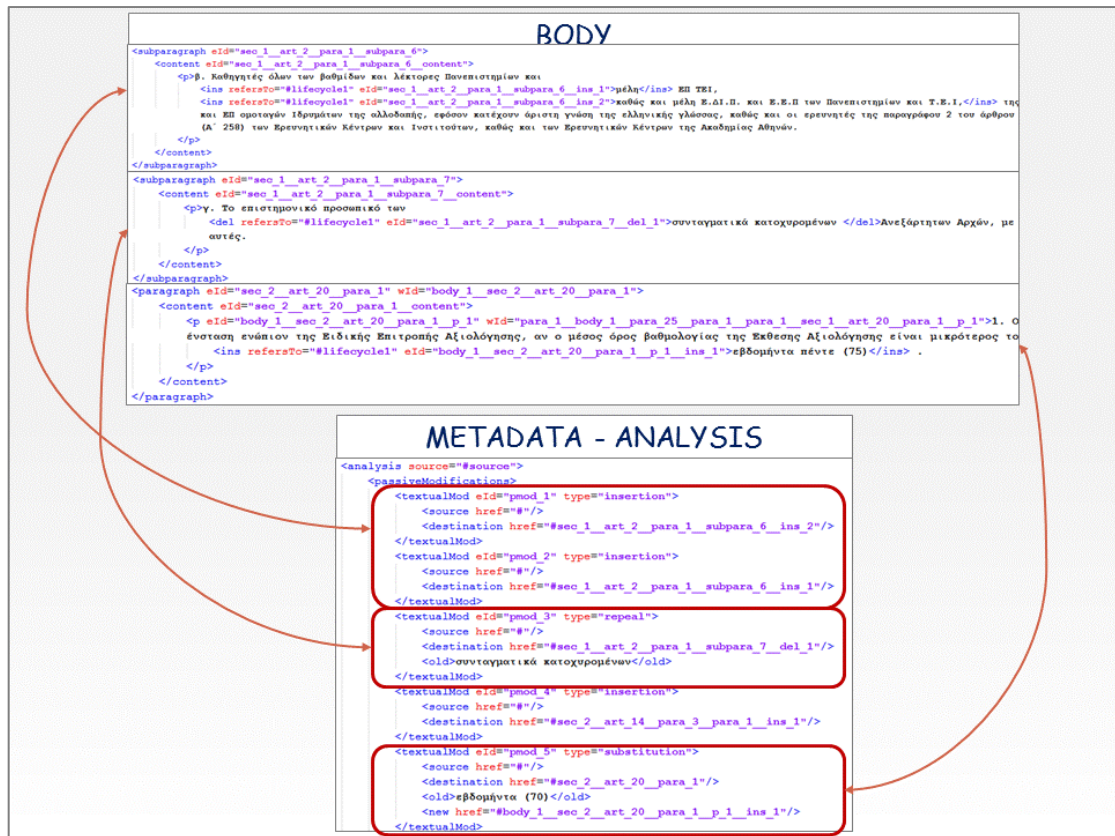 BODY
<subparagraph eId="sec_1__art_2__para_1__subpara_6">
<content eId="sec_1__art_2__para_1__subpara_6__content">
<p>β. Καθηγητές όλων των βαθμίδων και λέκτορες Πανεπιστημίων και
<ins refersTo="#lifecycle1" eId="sec_1__art_2__para_1__subpara_6__ins_1">μέλη</ins> ΕΠ ΤΕΙ,
<ins refersTo="#lifecycle1" eId="sec_1__art_2__para_1__subpara_6__ins_2">καθώς και μέλη Ε.ΔΙ.Π. και Ε.Ε.Π των Πανεπιστημίων και Τ.Ε.Ι,</ins> της
και ΕΠ ομοταγών Ιδρυμάτων της αλλοδαπής, εφόσον κατέχουν άριστη γνώση της ελληνικής γλώσσας, καθώς και οι ερευνητές της παραγράφου 2 του άρθρου
(Α΄ 258) των Ερευνητικών Κέντρων και Ινστιτούτων, καθώς και των Ερευνητικών Κέντρων της Ακαδημίας Αθηνών.
</p>
</content>
</subparagraph>
<subparagraph eId="sec_1__art_2__para_1__subpara_7">
<content eId="sec_1__art_2__para_1__subpara_7__content">
<p>γ. Το επιστημονικό προσωπικό των
<del refersTo="#lifecycle1" eId="sec_1__art_2__para_1__subpara_7__del_1">συνταγματικά κατοχυρομένων </del>Ανεξάρτητων Αρχών, με
αυτές.
</p>
</content>
</subparagraph>
<paragraph eId="sec_2__art_20__para_1" wId="body_1__sec_2__art_20__para_1">
<content eId="sec_2__art_20__para_1__content">
<p eId="body_1__sec_2__art_20__para_1__p_1" wId="para_1__body_1__para_25__para_1__para_1__sec_1__art_20__para_1__p_1">1. Ο
ένσταση ενώπιον της Ειδικής Επιτροπής Αξιολόγησης, αν ο μέσος όρος βαθμολογίας της Έκθεσης Αξιολόγησης είναι μικρότερος το
<ins refersTo="#lifecycle1" eId="body_1__sec_2__art_20__para_1__p_1__ins_1">εβδομήντα πέντε (75)</ins> .
</p>
</content>
</paragraph>
METADATA - ANALYSIS
<analysis source="#source">
<passiveModifications>
<textualMod eId="pmod_1" type="insertion">
<source href="#"/>
<destination href="#sec_1__art_2__para_1__subpara_6__ins_2"/>
</textualMod>
<textualMod eId="pmod_2" type="insertion">
<source href="#"/>
<destination href="#sec_1__art_2__para_1__subpara_6__ins_1"/>
</textualMod>
<textualMod eId="pmod_3" type="repeal">
<source href="#"/>
<destination href="#sec_1__art_2__para_1__subpara_7__del_1"/>
<old>συνταγματικά κατοχυρομένων</old>
</textualMod>
<textualMod eId="pmod_4" type="insertion">
<source href="#"/>
<destination href="#sec_2__art_14__para_3__para_1__ins_1"/>
</textualMod>
<textualMod eId="pmod_5" type="substitution">
<source href="#"/>
<destination href="#sec_2__art_20__para_1"/>
<old>εβδομήντα (70)</old>
<new href="#body_1__sec_2__art_20__para_1__p_1__ins_1"/>
</textualMod>